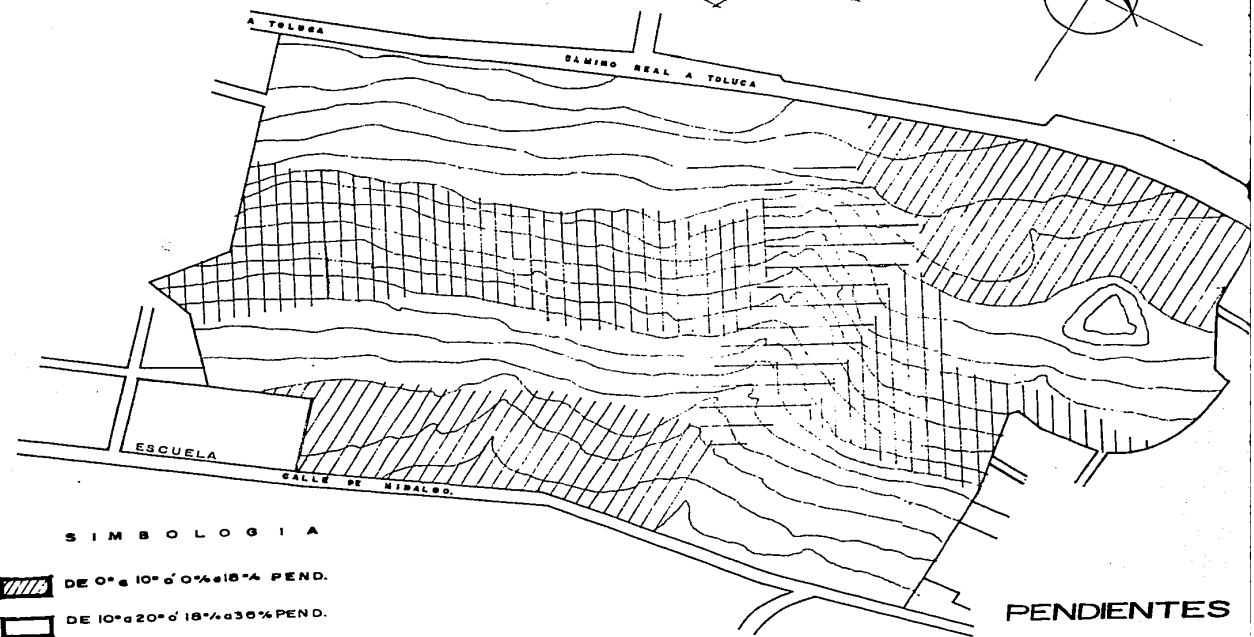 A TOLUCA
CAMINO REAL A TOLUCA
ESCUELA
CALLE DE HIDALGO.
SIMBOLOGIA
DE 0° a 10° ó 0% a 18% PEND.
DE 10° a 20° ó 18% a 36% PEND.
PENDIENTES